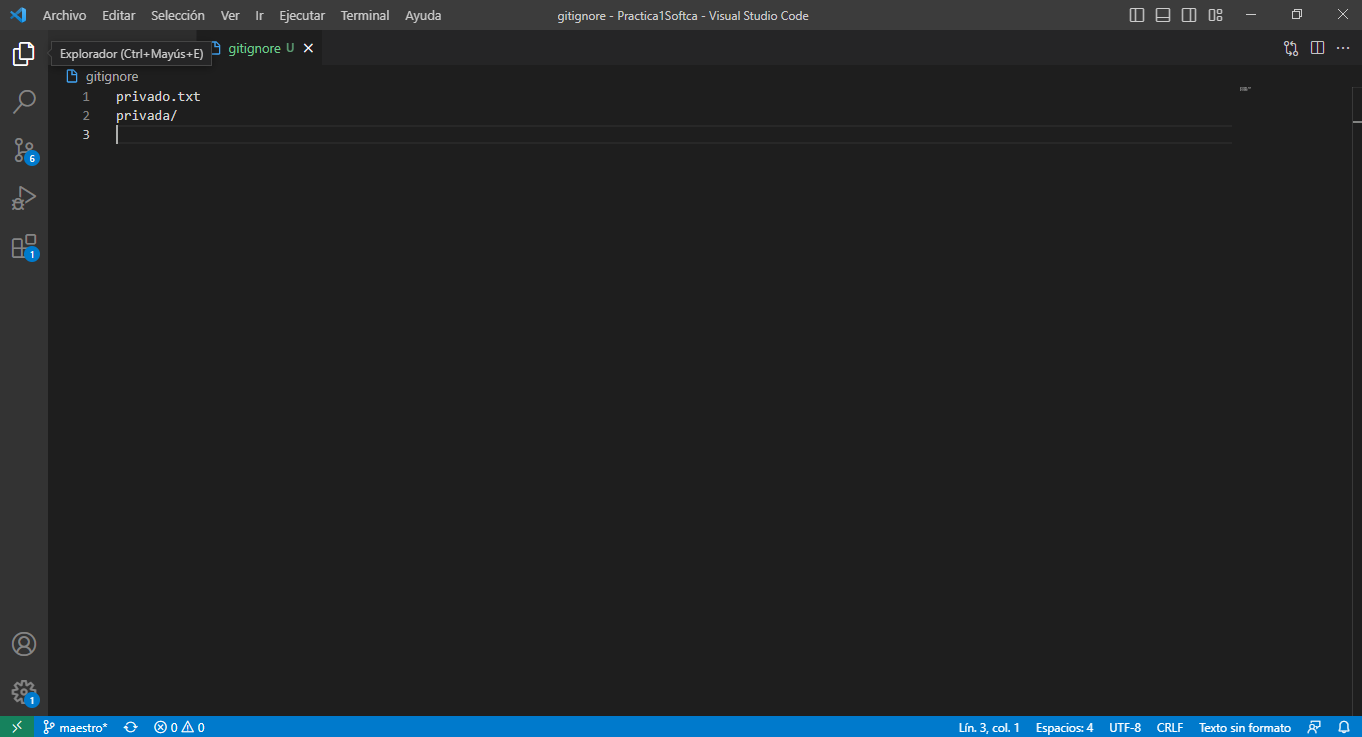 Archivo Editar Selección Ver Ir Ejecutar Terminal Ayuda
gitignore - Practica1Softca - Visual Studio Code
Explorador (Ctrl+Mayús+E)
gitignore U
gitignore
1 privado.txt
2 privada/
3
6
1
1
maestro* 0 0
Lín. 3, col. 1 Espacios: 4 UTF-8 CRLF Texto sin formato